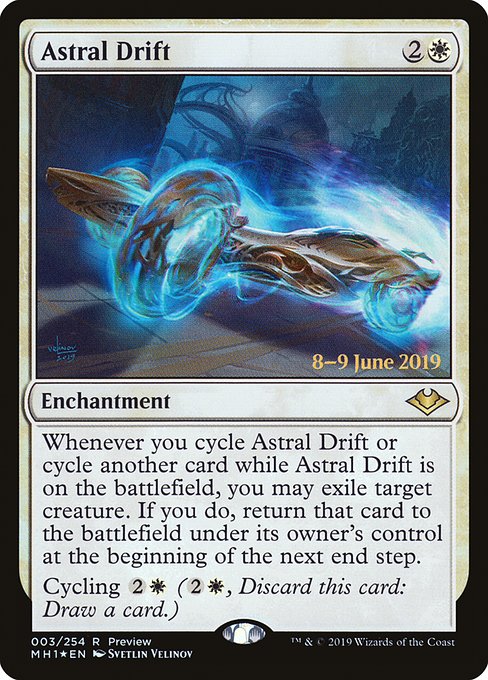 Astral Drift 2
VELINOV
2019
8–9 June 2019
Enchantment
Whenever you cycle Astral Drift or
cycle another card while Astral Drift is
on the battlefield, you may exile target
creature. If you do, return that card to
the battlefield under its owner's control
at the beginning of the next end step.
Cycling 2 (2, Discard this card:
Draw a card.)
003/254 R Preview
MH1★EN Svetlin Velinov
™ & © 2019 Wizards of the Coast